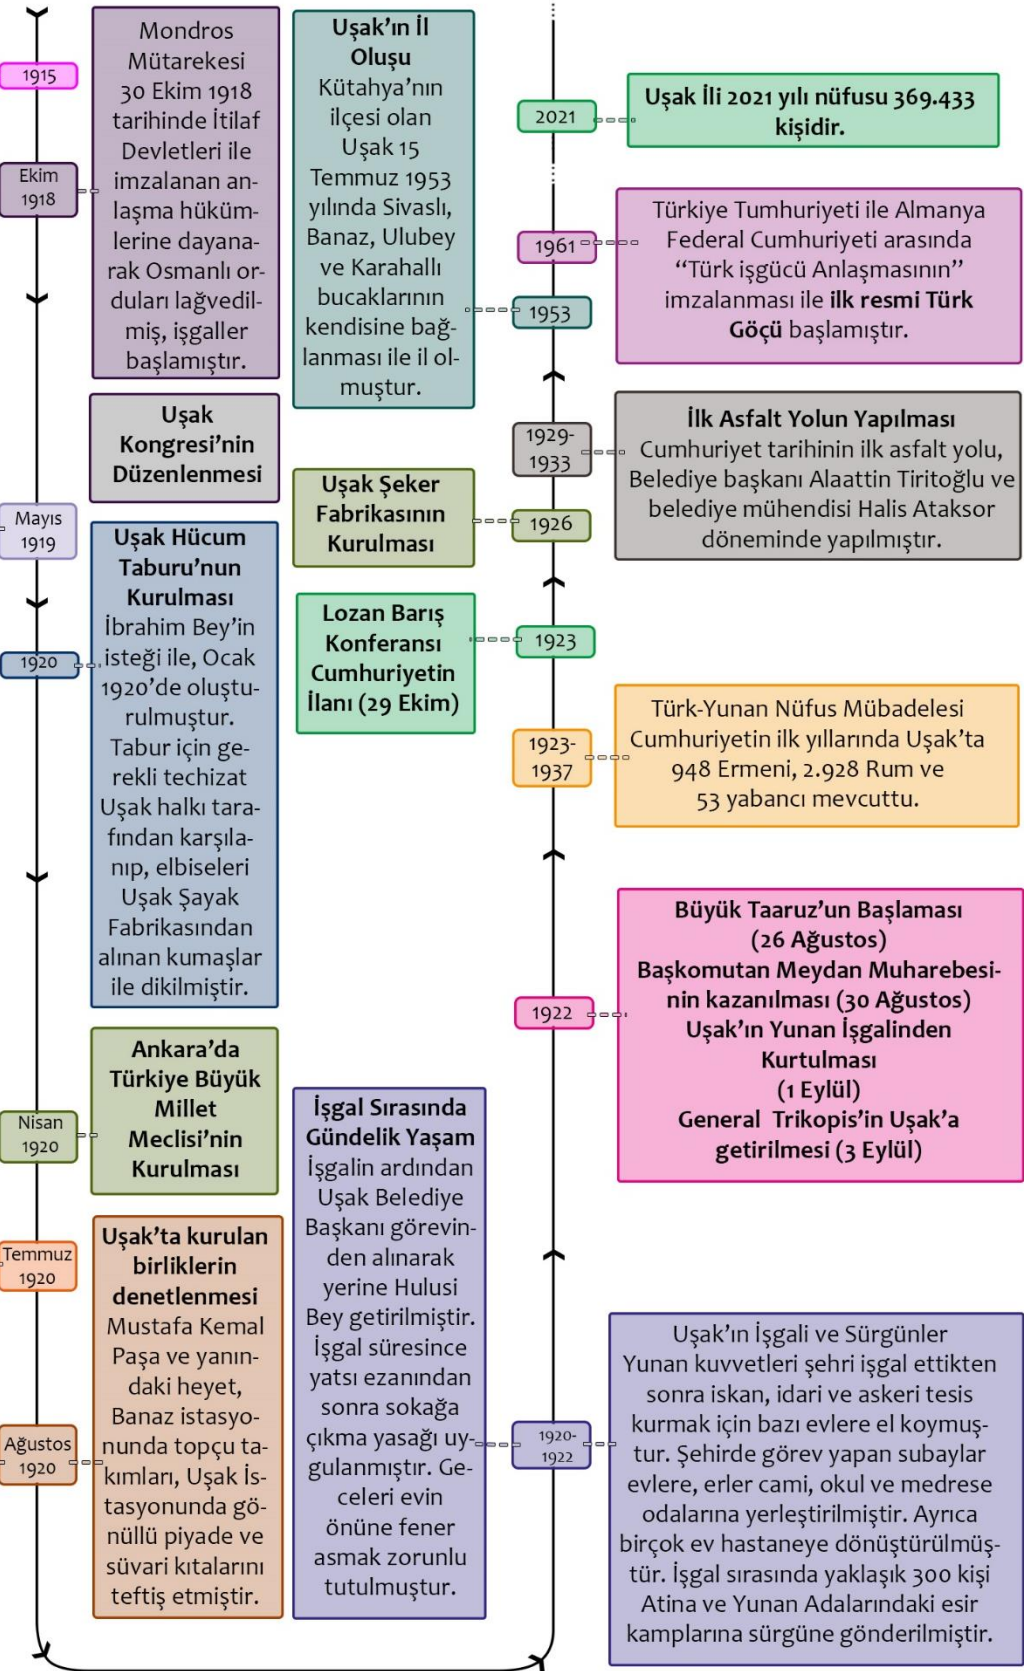 1915
Ekim
1918
Mondros
Mütarekesi
30 Ekim 1918
tarihinde İtilaf
Devletleri ile
imzalanan an-
laşma hüküm-
lerine dayana-
rak Osmanlı or-
duları lağvedil-
miş, işgaller
başlamıştır.
Uşak
Kongresi’nin
Düzenlenmesi
Mayıs
1919
1920
Uşak Hücum
Taburu’nun
Kurulması
İbrahim Bey’in
isteği ile, Ocak
1920’de oluştu-
rulmuştur.
Tabur için ge-
rekli techizat
Uşak halkı tara-
fından karşıla-
nıp, elbiseleri
Uşak Şayak
Fabrikasından
alınan kumaşlar
ile dikilmiştir.
Nisan
1920
Ankara’da
Türkiye Büyük
Millet
Meclisi’nin
Kurulması
Temmuz
1920
Ağustos
1920
Uşak’ta kurulan
birliklerin
denetlenmesi
Mustafa Kemal
Paşa ve yanın-
daki heyet,
Banaz istasyo-
nunda topçu ta-
kımları, Uşak İs-
tasyonunda gö-
nüllü piyade ve
süvari kıtalarını
teftiş etmiştir.
İşgal Sırasında
Gündelik Yaşam
İşgalin ardından
Uşak Belediye
Başkanı görevin-
den alınarak
yerine Hulusi
Bey getirilmiştir.
İşgal süresince
yatsı ezanından
sonra sokağa
çıkma yasağı uy-
gulanmıştır. Ge-
celeri evin
önüne fener
asmak zorunlu
tutulmuştur.
1920-
1922
Uşak’ın İşgali ve Sürgünler
Yunan kuvvetleri şehri işgal ettikten
sonra iskan, idari ve askeri tesis
kurmak için bazı evlere el koymuş-
tur. Şehirde görev yapan subaylar
evlere, erler cami, okul ve medrese
odalarına yerleştirilmiştir. Ayrıca
birçok ev hastaneye dönüştürülmüş-
tür. İşgal sırasında yaklaşık 300 kişi
Atina ve Yunan Adalarındaki esir
kamplarına sürgüne gönderilmiştir.
1922
Büyük Taaruz’un Başlaması
(26 Ağustos)
Başkomutan Meydan Muharebesi-
nin kazanılması (30 Ağustos)
Uşak’ın Yunan İşgalinden
Kurtulması
(1 Eylül)
General Trikopis’in Uşak’a
getirilmesi (3 Eylül)
1923-
1937
Türk-Yunan Nüfus Mübadelesi
Cumhuriyetin ilk yıllarında Uşak’ta
948 Ermeni, 2.928 Rum ve
53 yabancı mevcuttu.
Lozan Barış
Konferansı
Cumhuriyetin
İlanı (29 Ekim)
1923
Uşak Şeker
Fabrikasının
Kurulması
1926
1929-
1933
İlk Asfalt Yolun Yapılması
Cumhuriyet tarihinin ilk asfalt yolu,
Belediye başkanı Alaattin Tiritoğlu ve
belediye mühendisi Halis Ataksor
döneminde yapılmıştır.
Uşak’ın İl
Oluşu
Kütahya’nın
ilçesi olan
Uşak 15
Temmuz 1953
yılında Sivaslı,
Banaz, Ulubey
ve Karahallı
bucaklarının
kendisine bağ-
lanması ile il ol-
muştur.
1953
1961
Türkiye Tumhuriyeti ile Almanya
Federal Cumhuriyeti arasında
“Türk işgücü Anlaşmasının”
imzalanması ile ilk resmi Türk
Göçü başlamıştır.
2021
Uşak İli 2021 yılı nüfusu 369.433
kişidir.